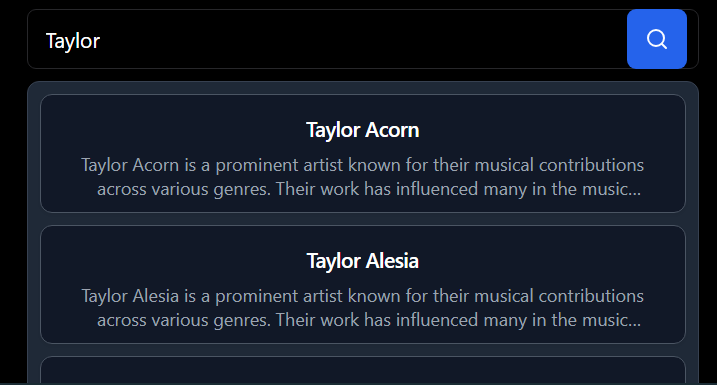 Taylor
Taylor Acorn
Taylor Acorn is a prominent artist known for their musical contributions
across various genres. Their work has influenced many in the music...
Taylor Alesia
Taylor Alesia is a prominent artist known for their musical contributions
across various genres. Their work has influenced many in the music...